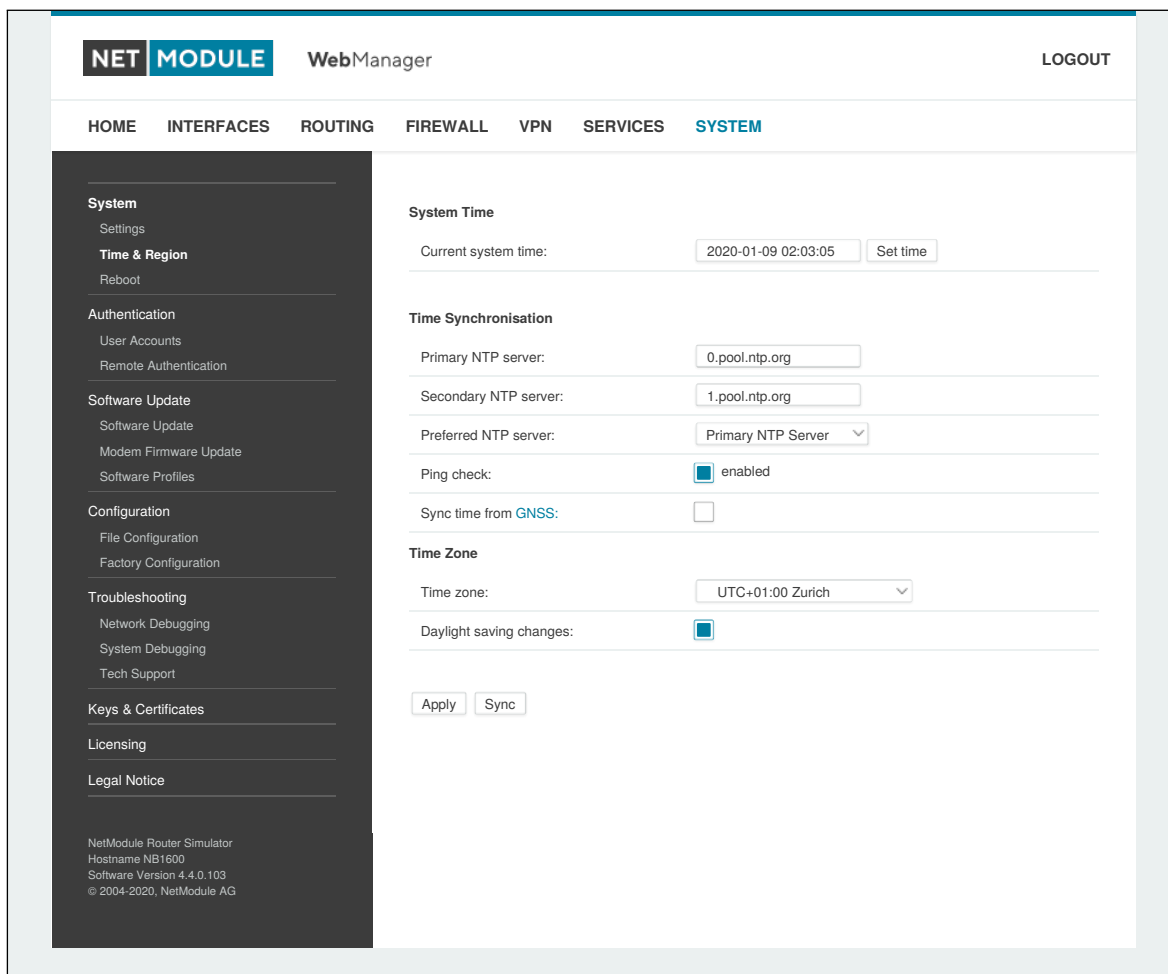 NET MODULE WebManager LOGOUT
HOME INTERFACES ROUTING FIREWALL VPN SERVICES SYSTEM
System
Settings
Time & Region
Reboot
Authentication
User Accounts
Remote Authentication
Software Update
Software Update
Modem Firmware Update
Software Profiles
Configuration
File Configuration
Factory Configuration
Troubleshooting
Network Debugging
System Debugging
Tech Support
Keys & Certificates
Licensing
Legal Notice
NetModule Router Simulator
Hostname NB1600
Software Version 4.4.0.103
© 2004-2020, NetModule AG
System Time
Current system time: 2020-01-09 02:03:05 Set time
Time Synchronisation
Primary NTP server: 0.pool.ntp.org
Secondary NTP server: 1.pool.ntp.org
Preferred NTP server: Primary NTP Server
Ping check: enabled
Sync time from GNSS:
Time Zone
Time zone: UTC+01:00 Zurich
Daylight saving changes:
Apply Sync